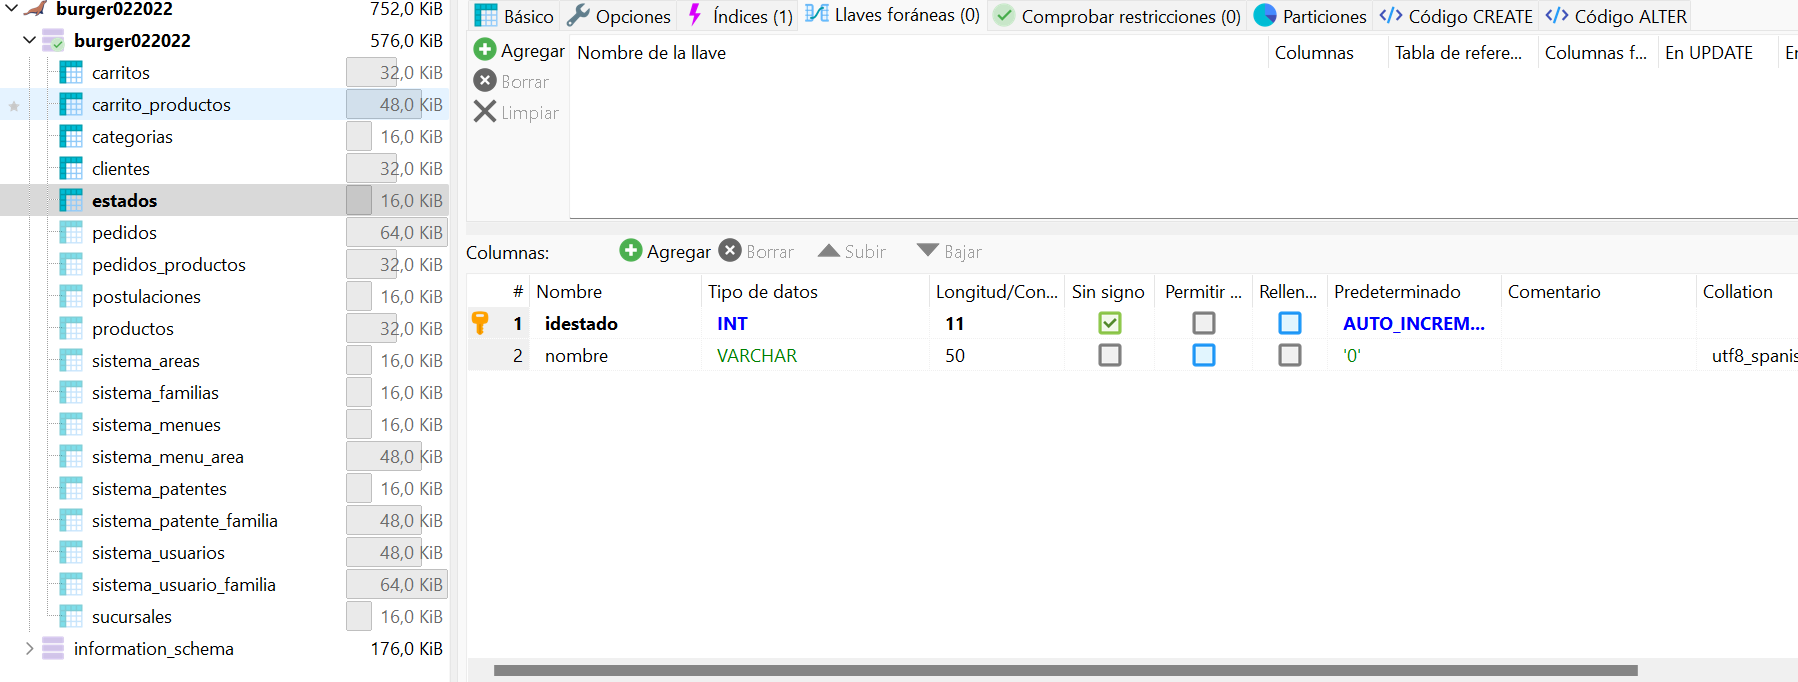 burger022022 752,0 KiB
burger022022 576,0 KiB
carritos 32,0 KiB
carrito_productos 48,0 KiB
categorias 16,0 KiB
clientes 32,0 KiB
estados 16,0 KiB
pedidos 64,0 KiB
pedidos_productos 32,0 KiB
postulaciones 16,0 KiB
productos 32,0 KiB
sistema_areas 16,0 KiB
sistema_familias 16,0 KiB
sistema_menues 16,0 KiB
sistema_menu_area 48,0 KiB
sistema_patentes 16,0 KiB
sistema_patente_familia 48,0 KiB
sistema_usuarios 48,0 KiB
sistema_usuario_familia 64,0 KiB
sucursales 16,0 KiB
information_schema 176,0 KiB
Básico Opciones Índices (1) Llaves foráneas (0) Comprobar restricciones (0) Particiones </> Código CREATE </> Código ALTER
Agregar
Borrar
Limpiar
Nombre de la llave Columnas Tabla de refere... Columnas f... En UPDATE
Columnas: Agregar Borrar Subir Bajar
# Nombre Tipo de datos Longitud/Con... Sin signo Permitir ... Rellen... Predeterminado Comentario Collation
1 idestado INT 11 AUTO_INCREM...
2 nombre VARCHAR 50 '0' utf8_spanis